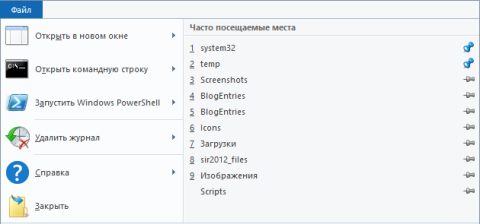 Файл
Открыть в новом окне
Открыть командную строку
Запустить Windows PowerShell
Удалить журнал
Справка
Закрыть
Часто посещаемые места
1 system32
2 temp
3 Screenshots
4 BlogEntries
5 BlogEntries
6 Icons
7 Загрузки
8 sir2012_files
9 Изображения
Scripts